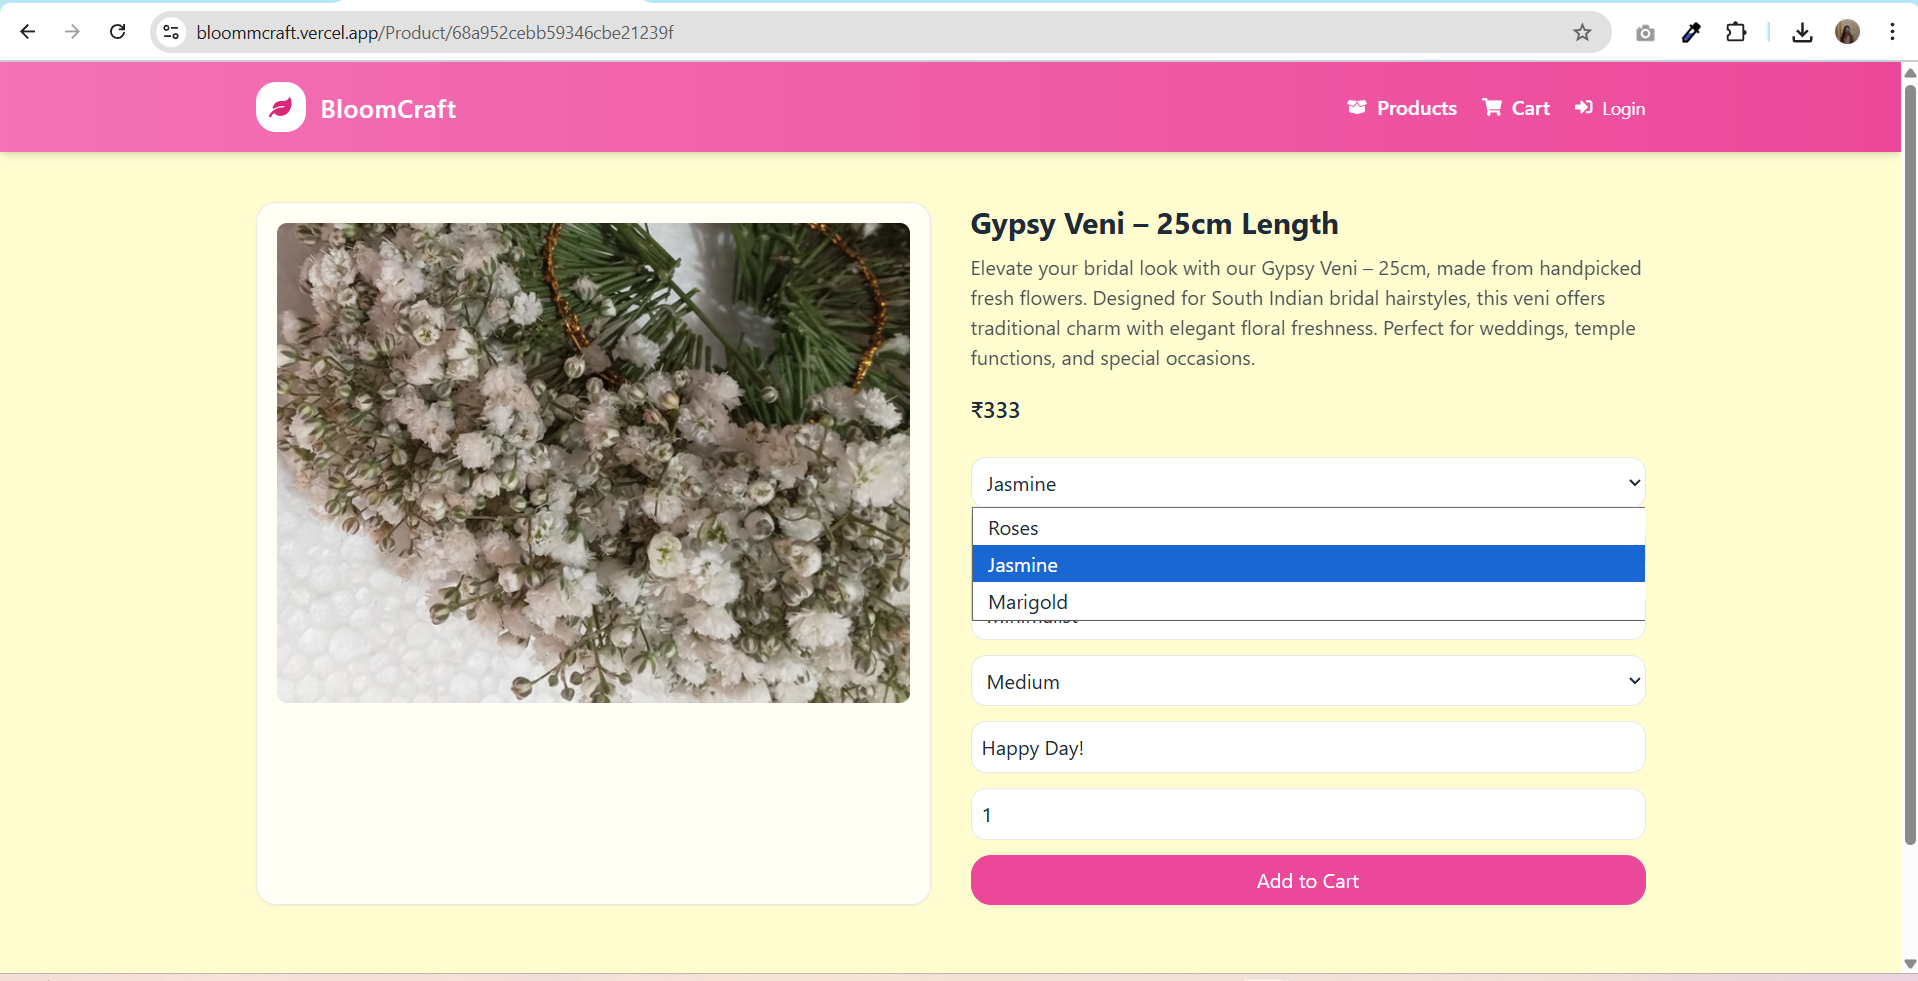 bloommcraft.vercel.app/Product/68a952cebb59346cbe21239f
BloomCraft
Products
Cart
Login
Gypsy Veni – 25cm Length
Elevate your bridal look with our Gypsy Veni – 25cm, made from handpicked
fresh flowers. Designed for South Indian bridal hairstyles, this veni offers
traditional charm with elegant floral freshness. Perfect for weddings, temple
functions, and special occasions.
₹333
Jasmine
Roses
Jasmine
Marigold
Medium
Happy Day!
1
Add to Cart